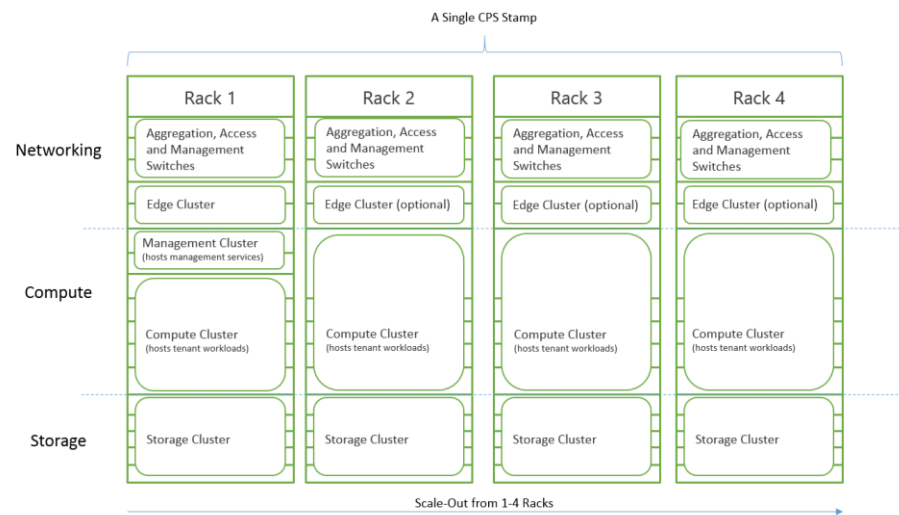 A Single CPS Stamp
Rack 1
Rack 2
Rack 3
Rack 4
Networking
Aggregation, Access
and Management
Switches
Aggregation, Access
and Management
Switches
Aggregation, Access
and Management
Switches
Aggregation, Access
and Management
Switches
Edge Cluster
Edge Cluster (optional)
Edge Cluster (optional)
Edge Cluster (optional)
Compute
Management Cluster
(hosts management services)
Compute Cluster
(hosts tenant workloads)
Compute Cluster
(hosts tenant workloads)
Compute Cluster
(hosts tenant workloads)
Compute Cluster
(hosts tenant workloads)
Storage
Storage Cluster
Storage Cluster
Storage Cluster
Storage Cluster
Scale-Out from 1-4 Racks